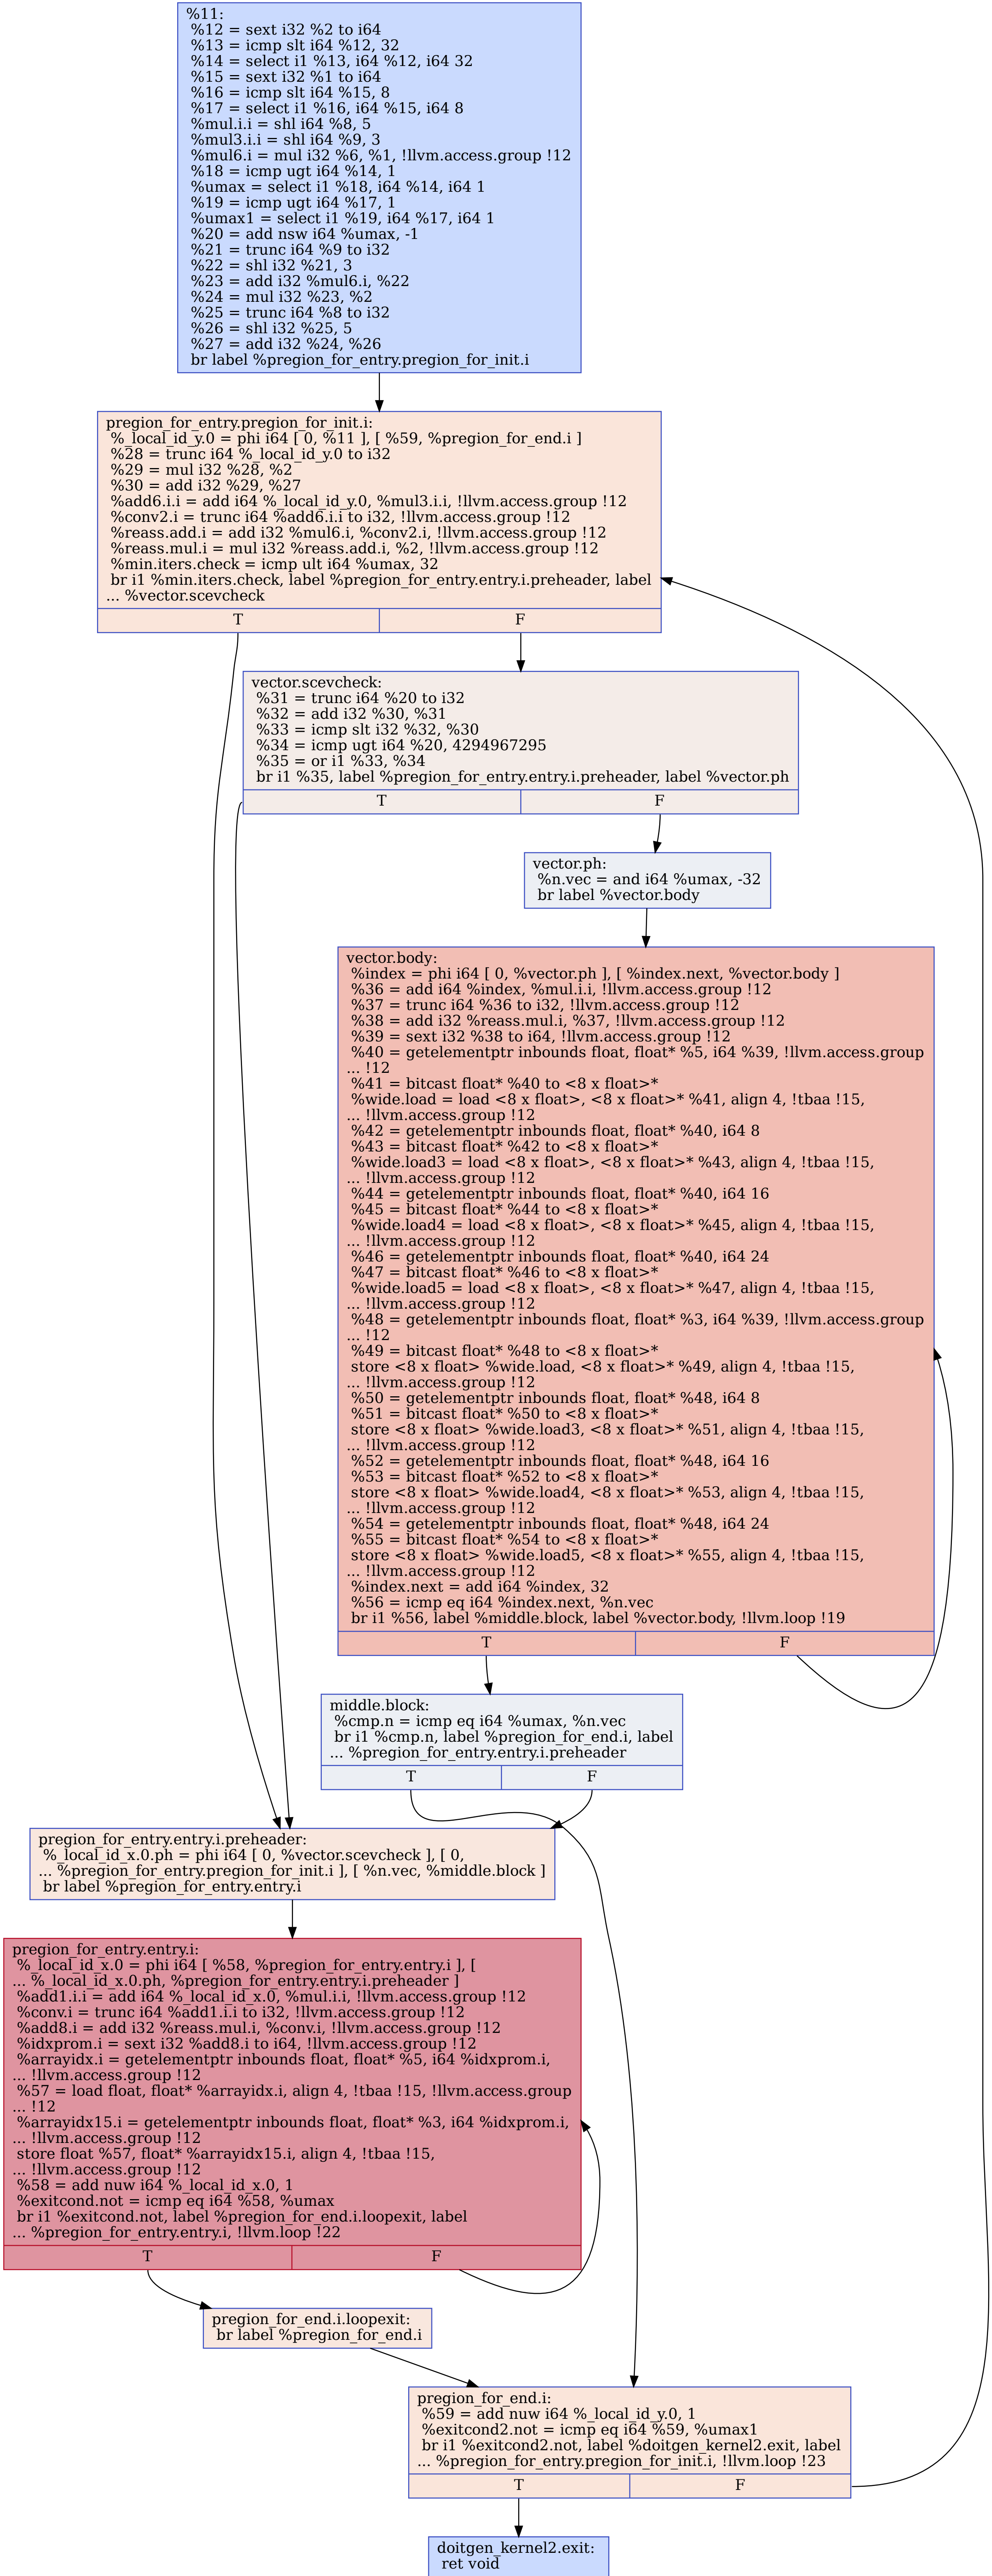 %11:
%12 = sext i32 %2 to i64
%13 = icmp slt i64 %12, 32
%14 = select i1 %13, i64 %12, i64 32
%15 = sext i32 %1 to i64
%16 = icmp slt i64 %15, 8
%17 = select i1 %16, i64 %15, i64 8
%mul.i.i = shl i64 %8, 5
%mul3.i.i = shl i64 %9, 3
%mul6.i = mul i32 %6, %1, !llvm.access.group !12
%18 = icmp ugt i64 %14, 1
%umax = select i1 %18, i64 %14, i64 1
%19 = icmp ugt i64 %17, 1
%umax1 = select i1 %19, i64 %17, i64 1
%20 = add nsw i64 %umax, -1
%21 = trunc i64 %9 to i32
%22 = shl i32 %21, 3
%23 = add i32 %mul6.i, %22
%24 = mul i32 %23, %2
%25 = trunc i64 %8 to i32
%26 = shl i32 %25, 5
%27 = add i32 %24, %26
br label %pregion_for_entry.pregion_for_init.i
pregion_for_entry.pregion_for_init.i:
%_local_id_y.0 = phi i64 [ 0, %11 ], [ %59, %pregion_for_end.i ]
%28 = trunc i64 %_local_id_y.0 to i32
%29 = mul i32 %28, %2
%30 = add i32 %29, %27
%add6.i.i = add i64 %_local_id_y.0, %mul3.i.i, !llvm.access.group !12
%conv2.i = trunc i64 %add6.i.i to i32, !llvm.access.group !12
%reass.add.i = add i32 %mul6.i, %conv2.i, !llvm.access.group !12
%reass.mul.i = mul i32 %reass.add.i, %2, !llvm.access.group !12
%min.iters.check = icmp ult i64 %umax, 32
br i1 %min.iters.check, label %pregion_for_entry.entry.i.preheader, label
... %vector.scevcheck
T F
vector.scevcheck:
%31 = trunc i64 %20 to i32
%32 = add i32 %30, %31
%33 = icmp slt i32 %32, %30
%34 = icmp ugt i64 %20, 4294967295
%35 = or i1 %33, %34
br i1 %35, label %pregion_for_entry.entry.i.preheader, label %vector.ph
T F
vector.ph:
%n.vec = and i64 %umax, -32
br label %vector.body
vector.body:
%index = phi i64 [ 0, %vector.ph ], [ %index.next, %vector.body ]
%36 = add i64 %index, %mul.i.i, !llvm.access.group !12
%37 = trunc i64 %36 to i32, !llvm.access.group !12
%38 = add i32 %reass.mul.i, %37, !llvm.access.group !12
%39 = sext i32 %38 to i64, !llvm.access.group !12
%40 = getelementptr inbounds float, float* %5, i64 %39, !llvm.access.group
... !12
%41 = bitcast float* %40 to <8 x float>*
%wide.load = load <8 x float>, <8 x float>* %41, align 4, !tbaa !15,
... !llvm.access.group !12
%42 = getelementptr inbounds float, float* %40, i64 8
%43 = bitcast float* %42 to <8 x float>*
%wide.load3 = load <8 x float>, <8 x float>* %43, align 4, !tbaa !15,
... !llvm.access.group !12
%44 = getelementptr inbounds float, float* %40, i64 16
%45 = bitcast float* %44 to <8 x float>*
%wide.load4 = load <8 x float>, <8 x float>* %45, align 4, !tbaa !15,
... !llvm.access.group !12
%46 = getelementptr inbounds float, float* %40, i64 24
%47 = bitcast float* %46 to <8 x float>*
%wide.load5 = load <8 x float>, <8 x float>* %47, align 4, !tbaa !15,
... !llvm.access.group !12
%48 = getelementptr inbounds float, float* %3, i64 %39, !llvm.access.group
... !12
%49 = bitcast float* %48 to <8 x float>*
store <8 x float> %wide.load, <8 x float>* %49, align 4, !tbaa !15,
... !llvm.access.group !12
%50 = getelementptr inbounds float, float* %48, i64 8
%51 = bitcast float* %50 to <8 x float>*
store <8 x float> %wide.load3, <8 x float>* %51, align 4, !tbaa !15,
... !llvm.access.group !12
%52 = getelementptr inbounds float, float* %48, i64 16
%53 = bitcast float* %52 to <8 x float>*
store <8 x float> %wide.load4, <8 x float>* %53, align 4, !tbaa !15,
... !llvm.access.group !12
%54 = getelementptr inbounds float, float* %48, i64 24
%55 = bitcast float* %54 to <8 x float>*
store <8 x float> %wide.load5, <8 x float>* %55, align 4, !tbaa !15,
... !llvm.access.group !12
%index.next = add i64 %index, 32
%56 = icmp eq i64 %index.next, %n.vec
br i1 %56, label %middle.block, label %vector.body, !llvm.loop !19
T F
middle.block:
%cmp.n = icmp eq i64 %umax, %n.vec
br i1 %cmp.n, label %pregion_for_end.i, label
... %pregion_for_entry.entry.i.preheader
T F
pregion_for_entry.entry.i.preheader:
%_local_id_x.0.ph = phi i64 [ 0, %vector.scevcheck ], [ 0,
... %pregion_for_entry.pregion_for_init.i ], [ %n.vec, %middle.block ]
br label %pregion_for_entry.entry.i
pregion_for_entry.entry.i:
%_local_id_x.0 = phi i64 [ %58, %pregion_for_entry.entry.i ], [
... %_local_id_x.0.ph, %pregion_for_entry.entry.i.preheader ]
%add1.i.i = add i64 %_local_id_x.0, %mul.i.i, !llvm.access.group !12
%conv.i = trunc i64 %add1.i.i to i32, !llvm.access.group !12
%add8.i = add i32 %reass.mul.i, %conv.i, !llvm.access.group !12
%idxprom.i = sext i32 %add8.i to i64, !llvm.access.group !12
%arrayidx.i = getelementptr inbounds float, float* %5, i64 %idxprom.i,
... !llvm.access.group !12
%57 = load float, float* %arrayidx.i, align 4, !tbaa !15, !llvm.access.group
... !12
%arrayidx15.i = getelementptr inbounds float, float* %3, i64 %idxprom.i,
... !llvm.access.group !12
store float %57, float* %arrayidx15.i, align 4, !tbaa !15,
... !llvm.access.group !12
%58 = add nuw i64 %_local_id_x.0, 1
%exitcond.not = icmp eq i64 %58, %umax
br i1 %exitcond.not, label %pregion_for_end.i.loopexit, label
... %pregion_for_entry.entry.i, !llvm.loop !22
T F
pregion_for_end.i.loopexit:
br label %pregion_for_end.i
pregion_for_end.i:
%59 = add nuw i64 %_local_id_y.0, 1
%exitcond2.not = icmp eq i64 %59, %umax1
br i1 %exitcond2.not, label %doitgen_kernel2.exit, label
... %pregion_for_entry.pregion_for_init.i, !llvm.loop !23
T F
doitgen_kernel2.exit:
ret void